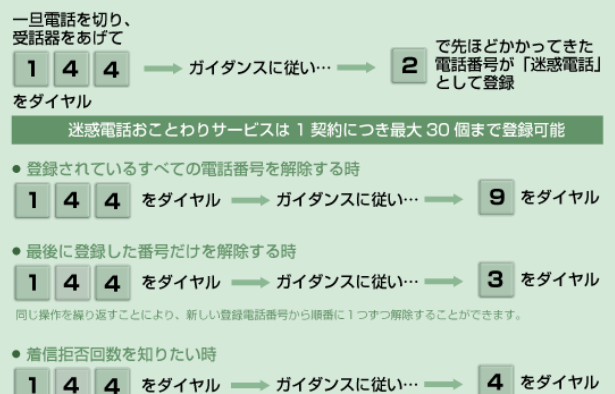 一旦電話を切り、
受話器をあげて
1 4 4 ガイダンスに従い… 2 で先ほどかかってきた
電話番号が「迷惑電話」
として登録
をダイヤル
迷惑電話おことわりサービスは 1 契約につき最大 30 個まで登録可能
● 登録されているすべての電話番号を解除する時
1 4 4 をダイヤル ガイダンスに従い… 9 をダイヤル
● 最後に登録した番号だけを解除する時
1 4 4 をダイヤル ガイダンスに従い… 3 をダイヤル
同じ操作を繰り返すことにより、新しい登録電話番号から順番に1つずつ解除することができます。
● 着信拒否回数を知りたい時
1 4 4 をダイヤル ガイダンスに従い… 4 をダイヤル